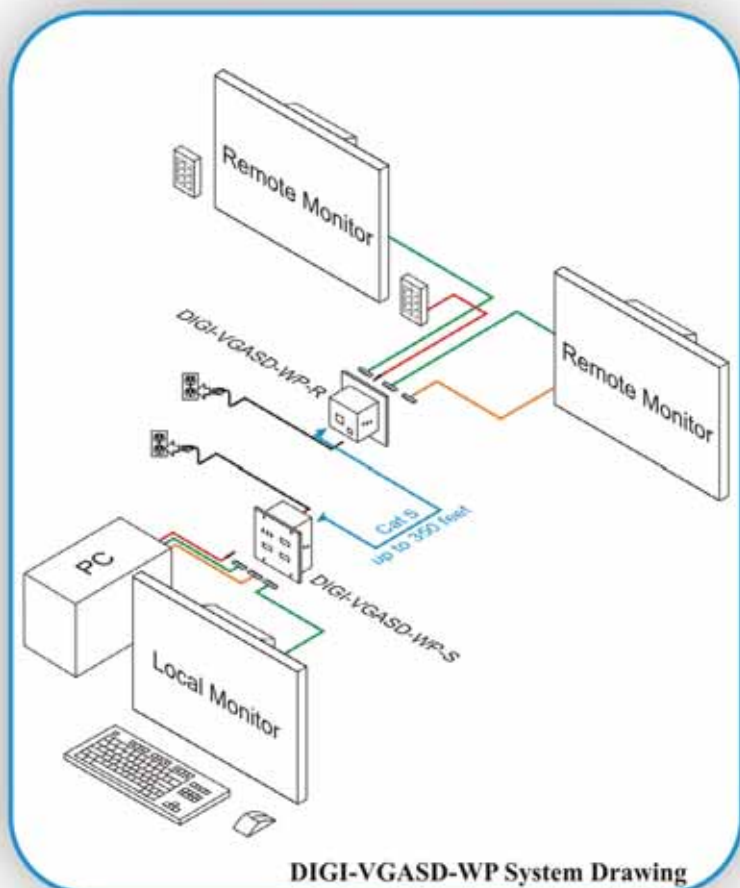 Remote Monitor
DIGI-VGASD-WP-R
Remote Monitor
Cat 5
up to 350 feet
PC
DIGI-VGASD-WP-S
Local Monitor
DIGI-VGASD-WP System Drawing